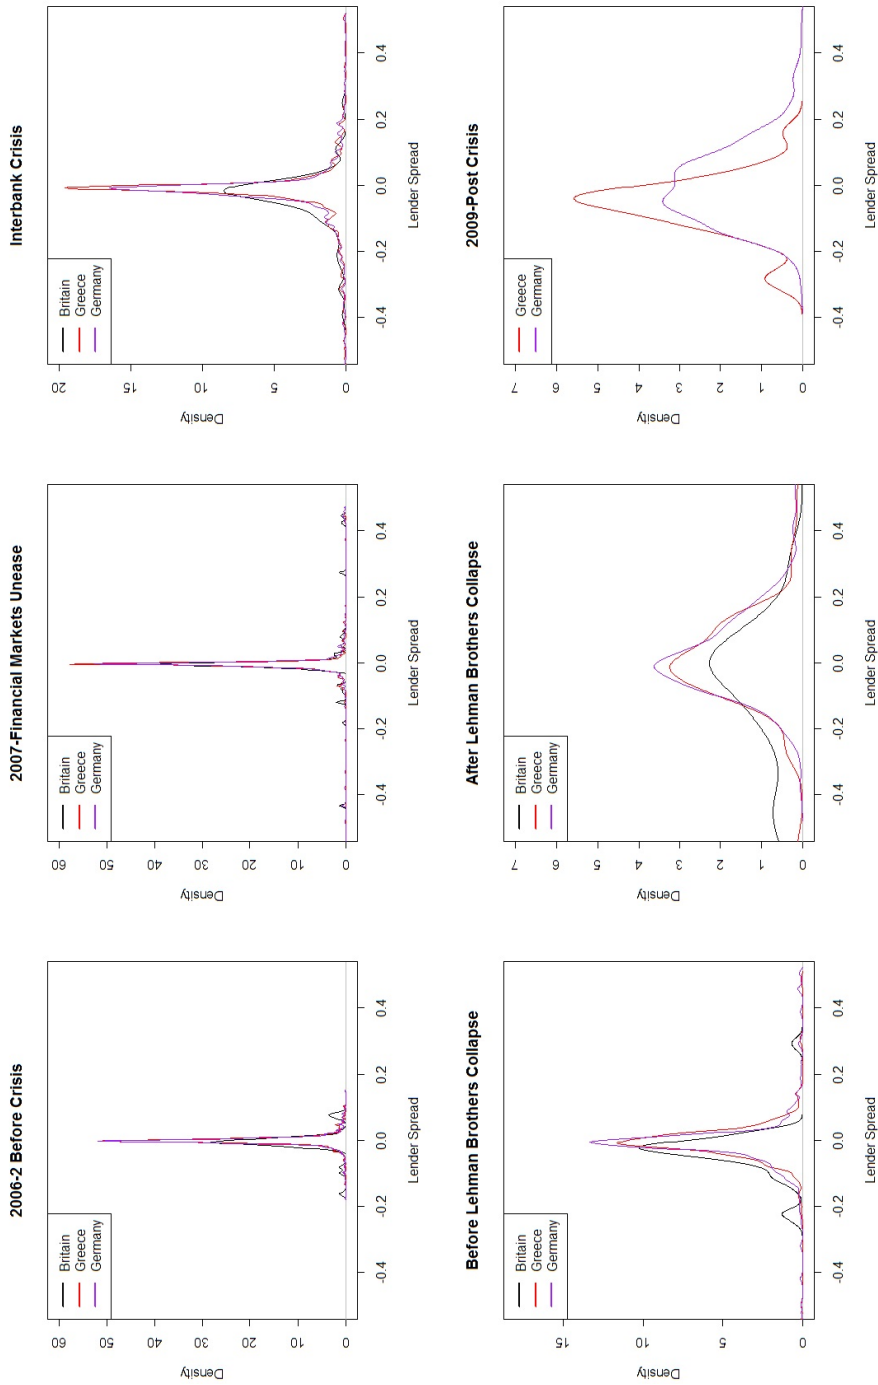 2006-2 Before Crisis
Density
60
50
40
30
20
10
0
Britain
Greece
Germany
-0.4 -0.2 0.0 0.2 0.4
Lender Spread
2007-Financial Markets Unease
Density
60
50
40
30
20
10
0
Britain
Greece
Germany
-0.4 -0.2 0.0 0.2 0.4
Lender Spread
Interbank Crisis
Density
20
15
10
5
0
Britain
Greece
Germany
-0.4 -0.2 0.0 0.2 0.4
Lender Spread
Before Lehman Brothers Collapse
Density
15
10
5
0
Britain
Greece
Germany
-0.4 -0.2 0.0 0.2 0.4
Lender Spread
After Lehman Brothers Collapse
Density
7
6
5
4
3
2
1
0
Britain
Greece
Germany
-0.4 -0.2 0.0 0.2 0.4
Lender Spread
2009-Post Crisis
Density
7
6
5
4
3
2
1
0
Greece
Germany
-0.4 -0.2 0.0 0.2 0.4
Lender Spread